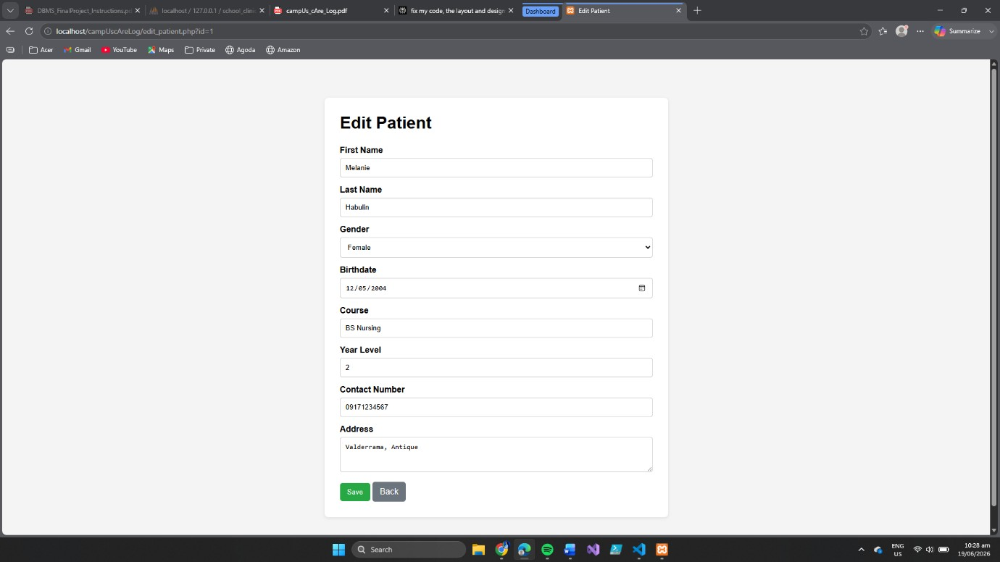 DBMS_FinalProject_Instructions.pd
localhost / 127.0.0.1 / school_clini
campUs_cAre_Log.pdf
fix my code, the layout and design
Dashboard
Edit Patient
localhost/campUscAreLog/edit_patient.php?id=1
Summarize
Acer
Gmail
YouTube
Maps
Private
Agoda
Amazon
Edit Patient
First Name
Melanie
Last Name
Habulin
Gender
Female
Birthdate
12/05/2004
Course
BS Nursing
Year Level
2
Contact Number
09171234567
Address
Valderrama, Antique
Save
Back
Search
ENG
US
10:28 am
19/06/2026